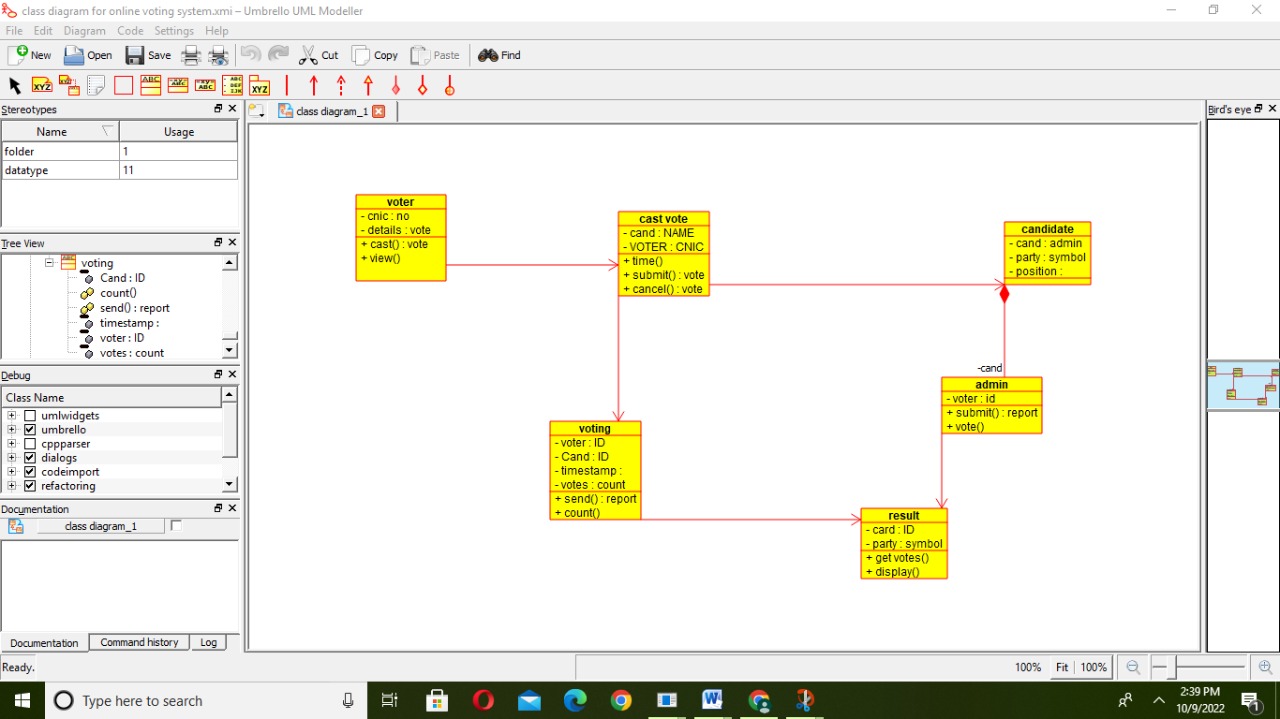 class diagram for online voting system.xmi – Umbrello UML Modeller
File Edit Diagram Code Settings Help
New Open Save Cut Copy Paste Find
XYZ ABC XYZ
Stereotypes
Name Usage
folder 1
datatype 11
Tree View
voting
Cand : ID
count()
send() : report
timestamp :
voter : ID
votes : count
Debug
Class Name
umlwidgets
umbrello
cppparser
dialogs
codeimport
refactoring
Documentation
class diagram_1
Documentation Command history Log
class diagram_1
voter
- cnic : no
- details : vote
+ cast() : vote
+ view()
cast vote
- cand : NAME
- VOTER : CNIC
+ time()
+ submit() : vote
+ cancel() : vote
candidate
- cand : admin
- party : symbol
- position :
-cand
admin
- voter : id
+ submit() : report
+ vote()
voting
- voter : ID
- Cand : ID
- timestamp :
- votes : count
+ send() : report
+ count()
result
- card : ID
- party : symbol
+ get votes()
+ display()
Bird's eye
Ready.
100% Fit 100%
Type here to search
2:39 PM
10/9/2022
1